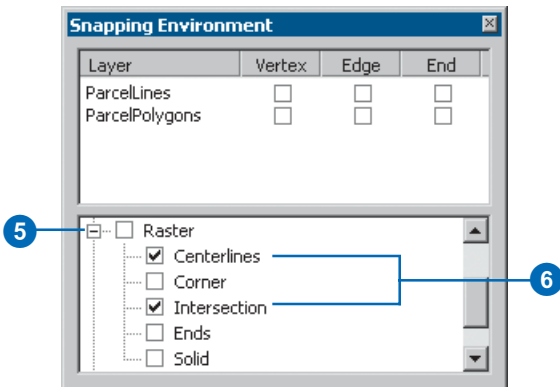 Snapping Environment
Layer Vertex Edge End
ParcelLines
ParcelPolygons
5 Raster
Centerlines
Corner
6
Intersection
Ends
Solid